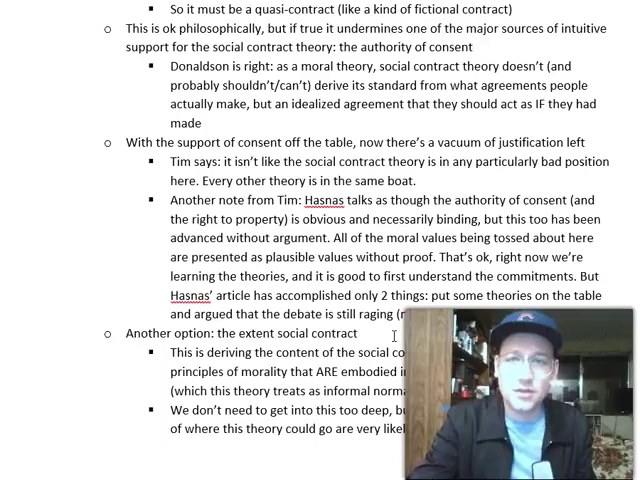 ▪ So it must be a quasi-contract (like a kind of fictional contract)
o This is ok philosophically, but if true it undermines one of the major sources of intuitive
support for the social contract theory: the authority of consent
▪ Donaldson is right: as a moral theory, social contract theory doesn't (and
probably shouldn't/can't) derive its standard from what agreements people
actually make, but an idealized agreement that they should act as IF they had
made
o With the support of consent off the table, now there's a vacuum of justification left
▪ Tim says: it isn't like the social contract theory is in any particularly bad position
here. Every other theory is in the same boat.
▪ Another note from Tim: Hasnas talks as though the authority of consent (and
the right to property) is obvious and necessarily binding, but this too has been
advanced without argument. All of the moral values being tossed about here
are presented as plausible values without proof. That's ok, right now we're
learning the theories, and it is good to first understand the commitments. But
Hasnas' article has accomplished only 2 things: put some theories on the table
and argued that the debate is still raging
o Another option: the extent social contract
▪ This is deriving the content of the social
principles of morality that ARE embodied
(which this theory treats as informal
▪ We don't need to get into this too deep,
of where this theory could go are very